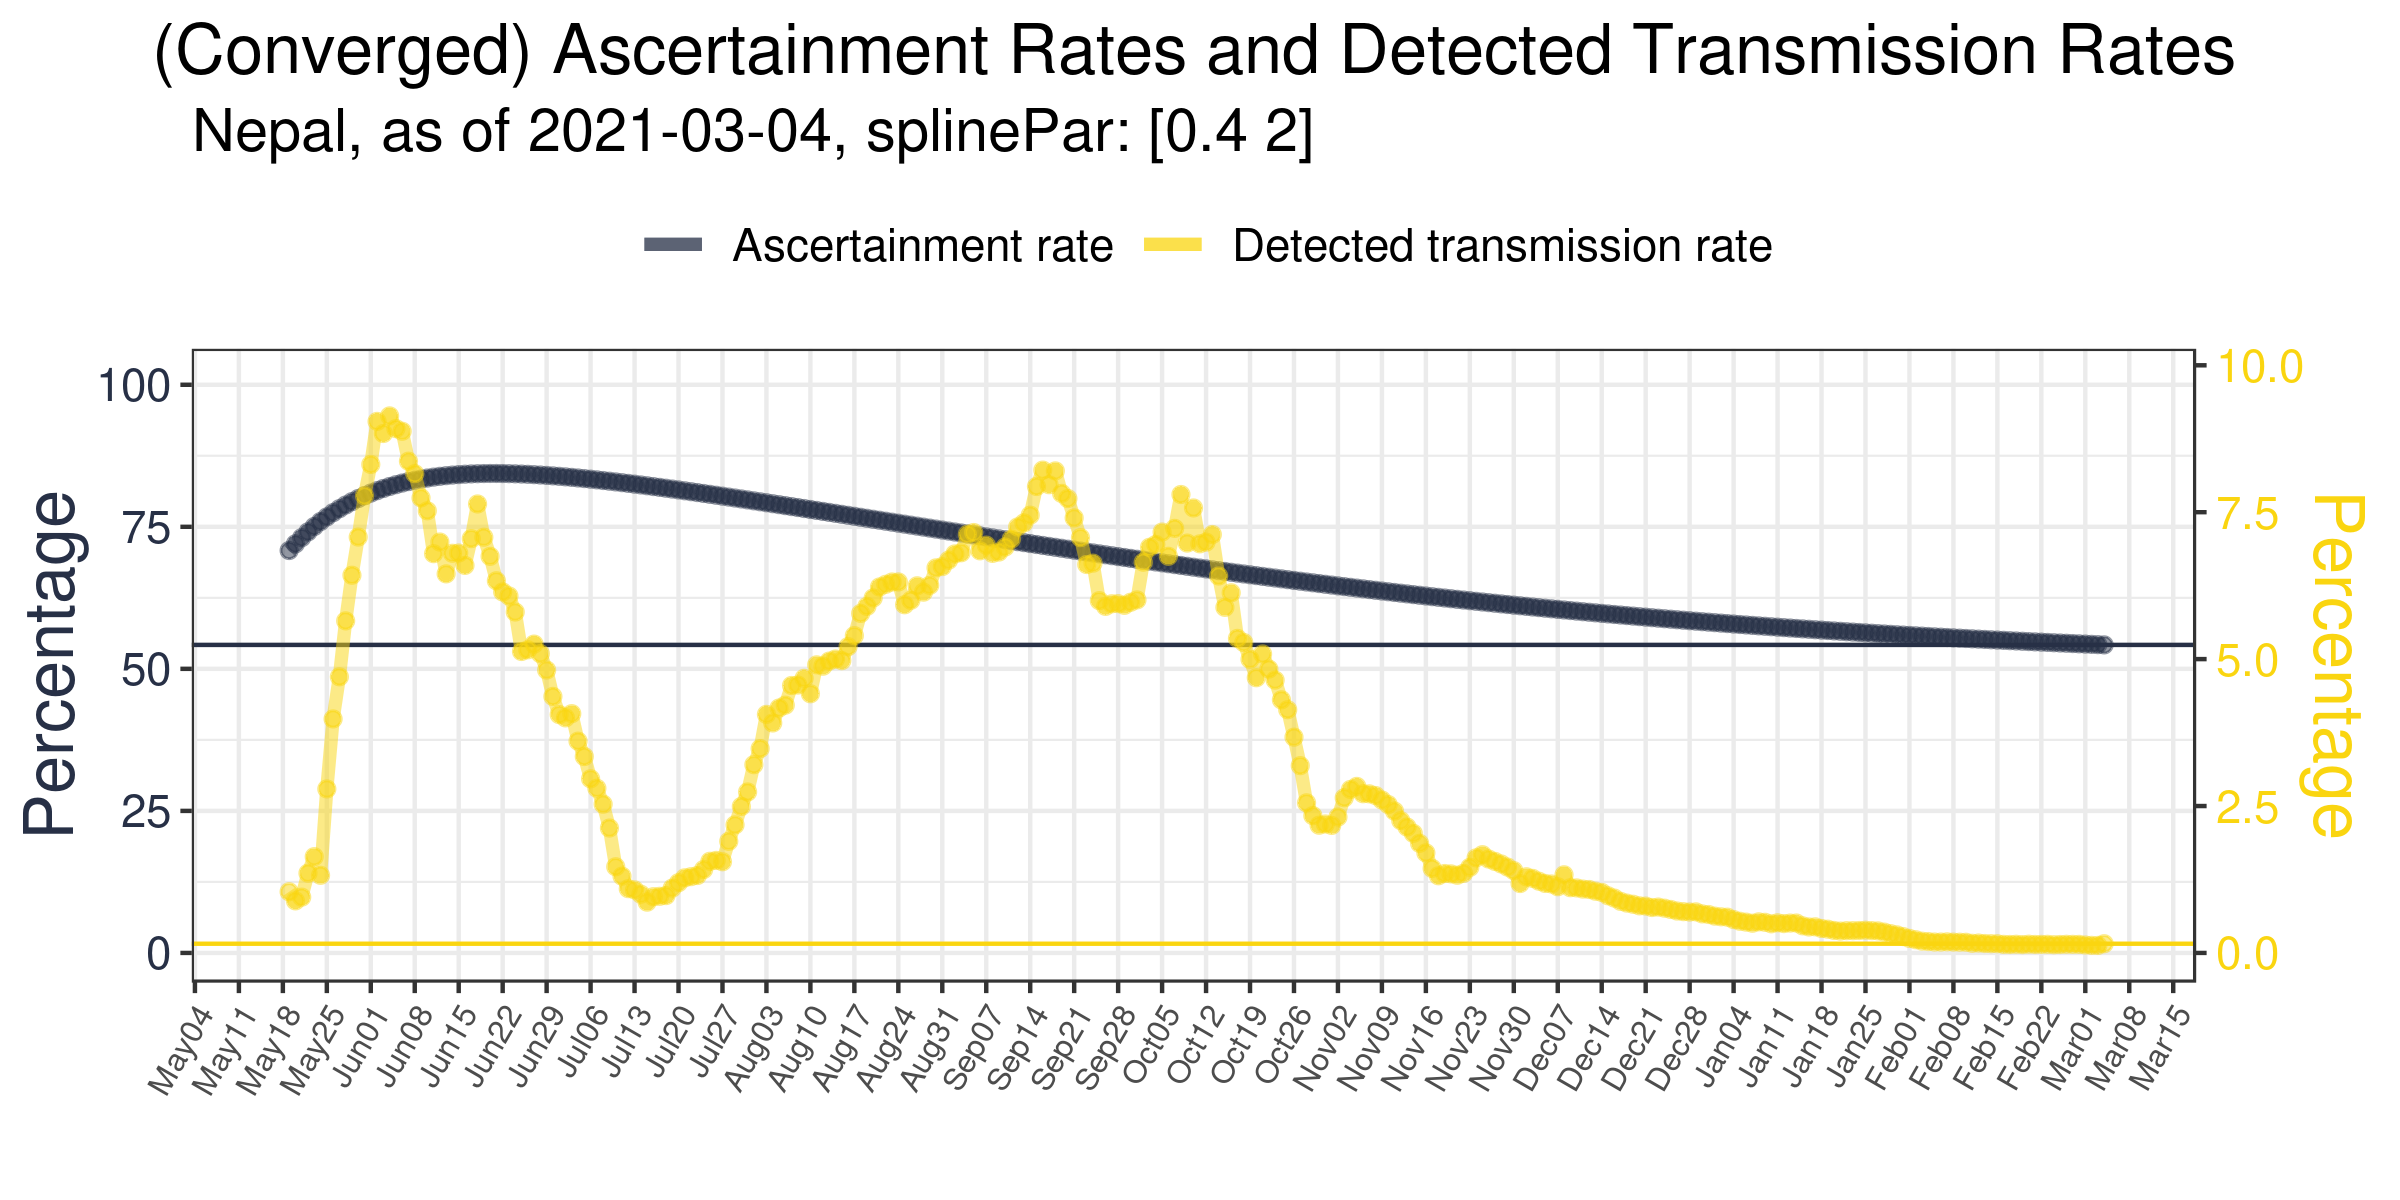 (Converged) Ascertainment Rates and Detected Transmission Rates
Nepal, as of 2021-03-04, splinePar: [0.4 2]
Ascertainment rate
Detected transmission rate
Percentage
100
75
50
25
0
10.0
7.5
5.0
2.5
0.0
Percentage
May04
May11
May18
May25
Jun01
Jun08
Jun15
Jun22
Jun29
Jul06
Jul13
Jul20
Jul27
Aug03
Aug10
Aug17
Aug24
Aug31
Sep07
Sep14
Sep21
Sep28
Oct05
Oct12
Oct19
Oct26
Nov02
Nov09
Nov16
Nov23
Nov30
Dec07
Dec14
Dec21
Dec28
Jan04
Jan11
Jan18
Jan25
Feb01
Feb08
Feb15
Feb22
Mar01
Mar08
Mar15